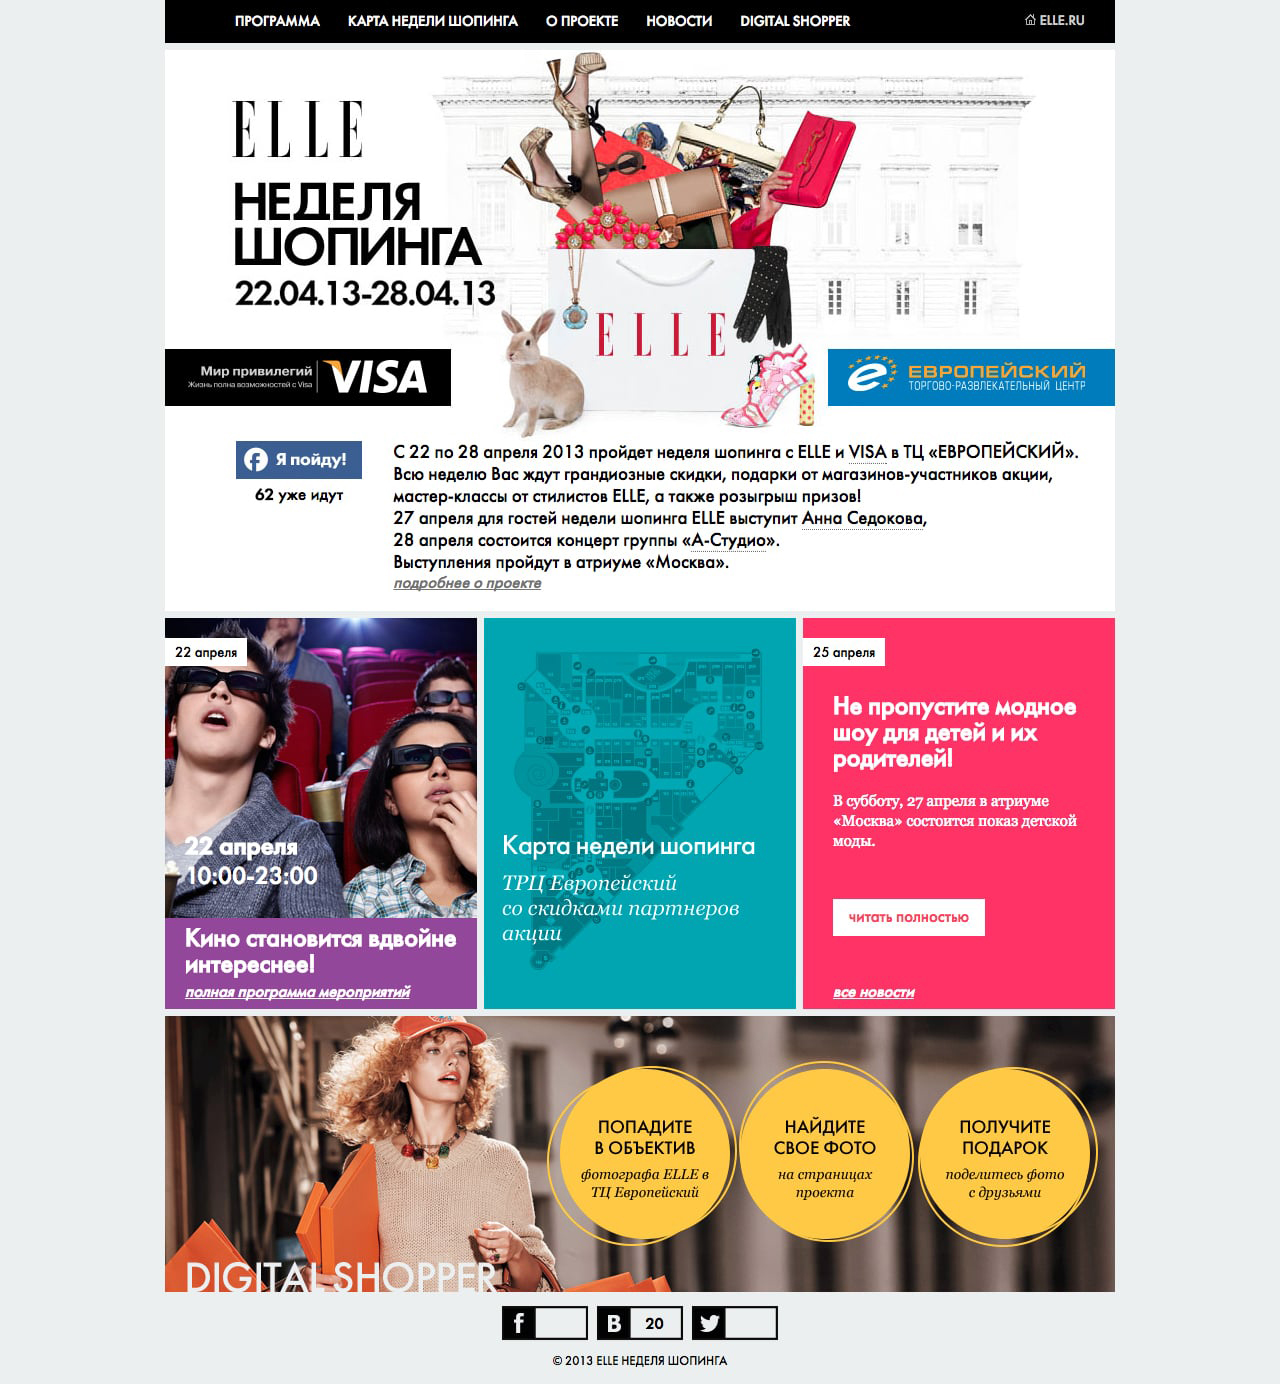 ПРОГРАММА КАРТА НЕДЕЛИ ШОПИНГА О ПРОЕКТЕ НОВОСТИ DIGITAL SHOPPER ELLE.RU
ELLE
НЕДЕЛЯ
ШОПИНГА
22.04.13-28.04.13
ELLE
Мир привилегий
Жизнь полна возможностей с Visa
VISA
ЕВРОПЕЙСКИЙ
ТОРГОВО-РАЗВЛЕКАТЕЛЬНЫЙ ЦЕНТР
Я пойду!
62 уже идут
С 22 по 28 апреля 2013 пройдет неделя шопинга с ELLE и VISA в ТЦ «ЕВРОПЕЙСКИЙ».
Всю неделю Вас ждут грандиозные скидки, подарки от магазинов-участников акции,
мастер-классы от стилистов ELLE, а также розыгрыш призов!
27 апреля для гостей недели шопинга ELLE выступит Анна Седокова,
28 апреля состоится концерт группы «А-Студио».
Выступления пройдут в атриуме «Москва».
подробнее о проекте
22 апреля
22 апреля
10:00-23:00
Кино становится вдвойне
интереснее!
полная программа мероприятий
Карта недели шопинга
ТРЦ Европейский
со скидками партнеров
акции
25 апреля
Не пропустите модное
шоу для детей и их
родителей!
В субботу, 27 апреля в атриуме
«Москва» состоится показ детской
моды.
читать полностью
все новости
ПОПАДИТЕ
В ОБЪЕКТИВ
фотографа ELLE в
ТЦ Европейский
НАЙДИТЕ
СВОЕ ФОТО
на страницах
проекта
ПОЛУЧИТЕ
ПОДАРОК
поделитесь фото
с друзьями
DIGITAL SHOPPER
20
© 2013 ELLE НЕДЕЛЯ ШОПИНГА